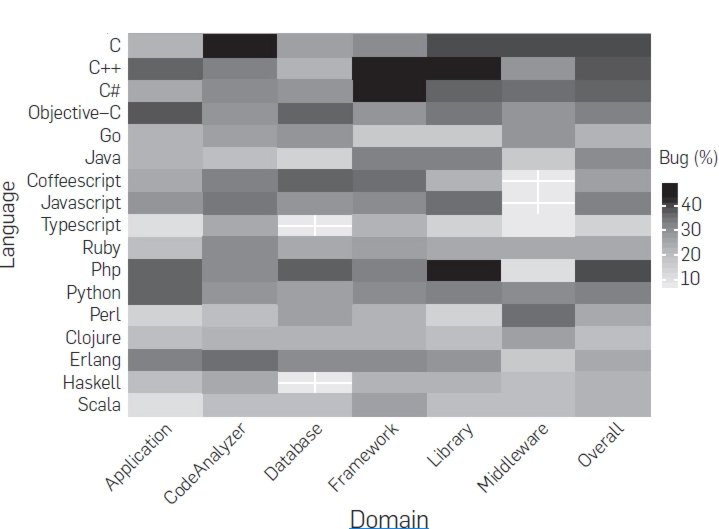 C
C++
C#
Objective–C
Go
Java
Coffeescript
Javascript
Typescript
Ruby
Php
Python
Perl
Clojure
Erlang
Haskell
Scala
Language
Bug (%)
40
30
20
10
Application
CodeAnalyzer
Database
Framework
Library
Middleware
Overall
Domain